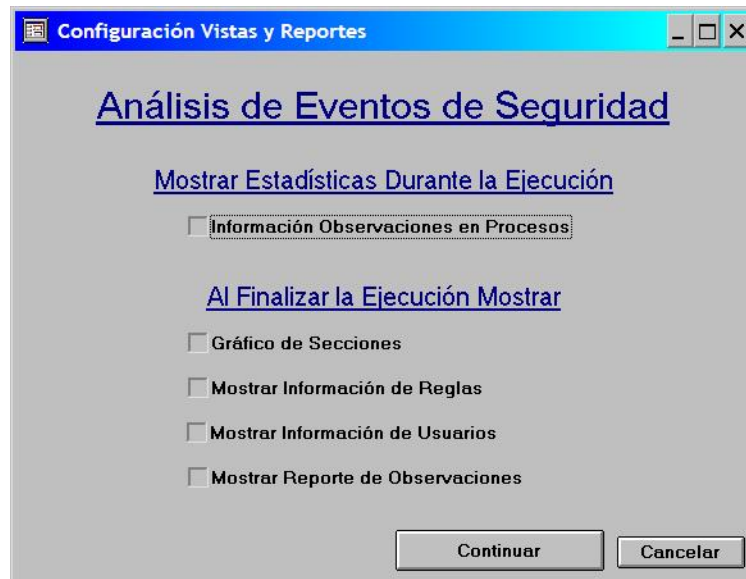 Configuración Vistas y Reportes
Análisis de Eventos de Seguridad
Mostrar Estadísticas Durante la Ejecución
Información Observaciones en Procesos
Al Finalizar la Ejecución Mostrar
Gráfico de Secciones
Mostrar Información de Reglas
Mostrar Información de Usuarios
Mostrar Reporte de Observaciones
Continuar
Cancelar